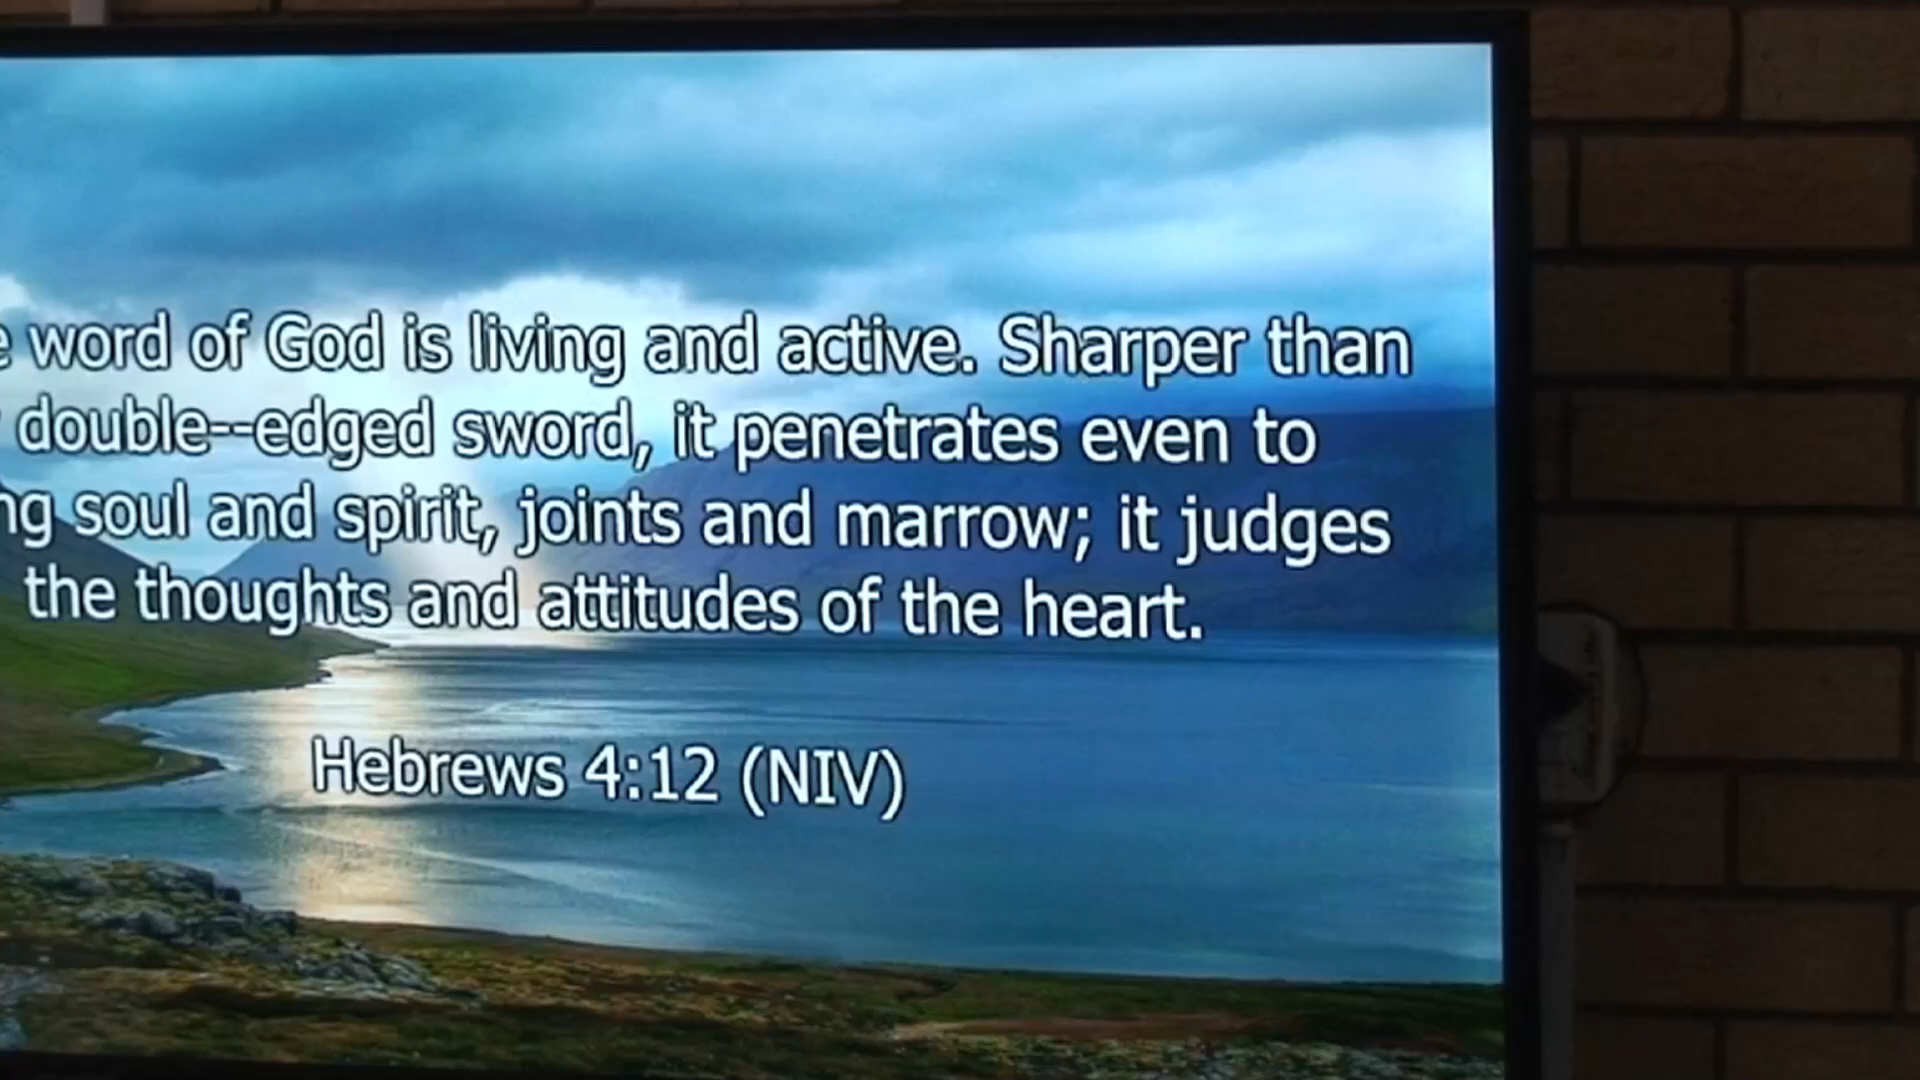 word of God is living and active. Sharper than
double--edged sword, it penetrates even to
soul and spirit, joints and marrow; it judges
the thoughts and attitudes of the heart.
Hebrews 4:12 (NIV)